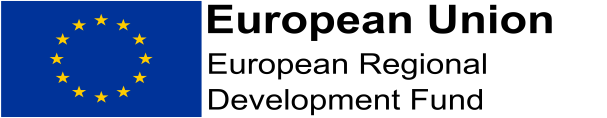 European Union
European Regional
Development Fund